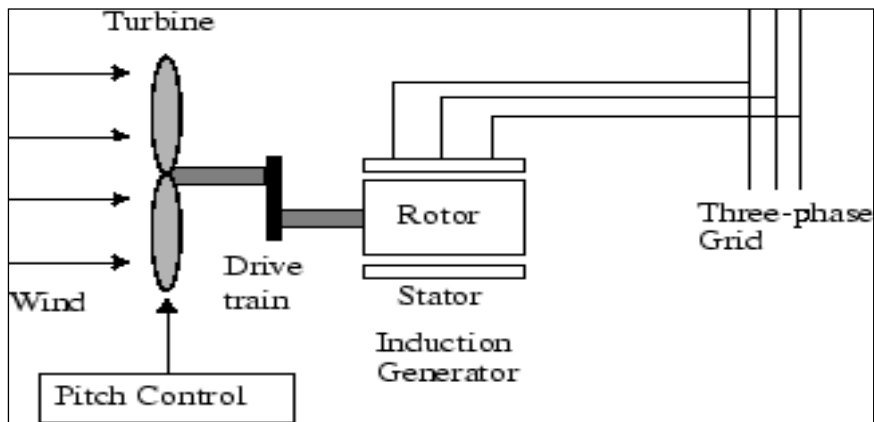 Turbine
Rotor
Three-phase
Grid
Drive
train
Wind
Stator
Induction
Generator
Pitch Control